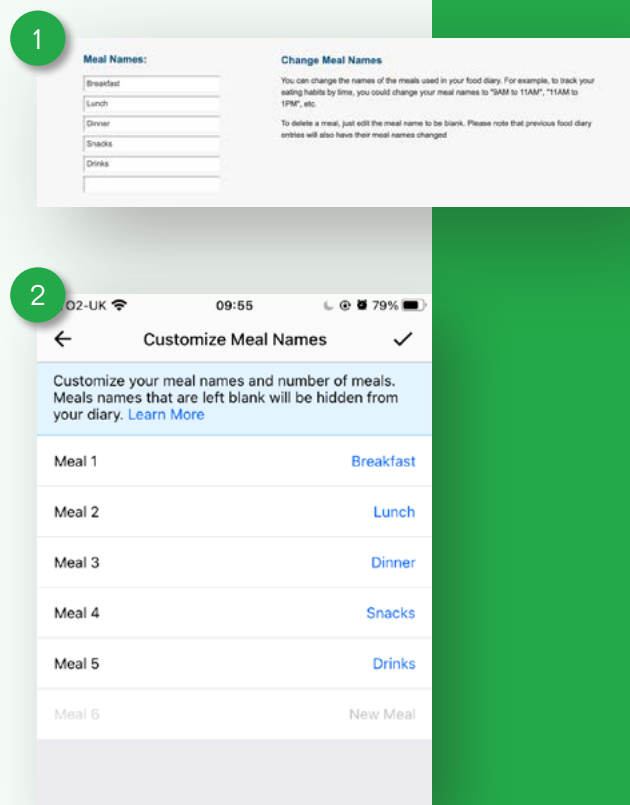 1
Meal Names:
Breakfast
Lunch
Dinner
Snacks
Drinks
Change Meal Names
You can change the names of the meals used in your food diary. For example, to track your
eating habits by time, you could change your meal names to "9AM to 11AM", "11AM to
1PM", etc.
To delete a meal, just edit the meal name to be blank. Please note that previous food diary
entries will also have their meal names changed
2
O2-UK 09:55 79%
Customize Meal Names
Customize your meal names and number of meals.
Meals names that are left blank will be hidden from
your diary. Learn More
Meal 1 Breakfast
Meal 2 Lunch
Meal 3 Dinner
Meal 4 Snacks
Meal 5 Drinks
Meal 6 New Meal